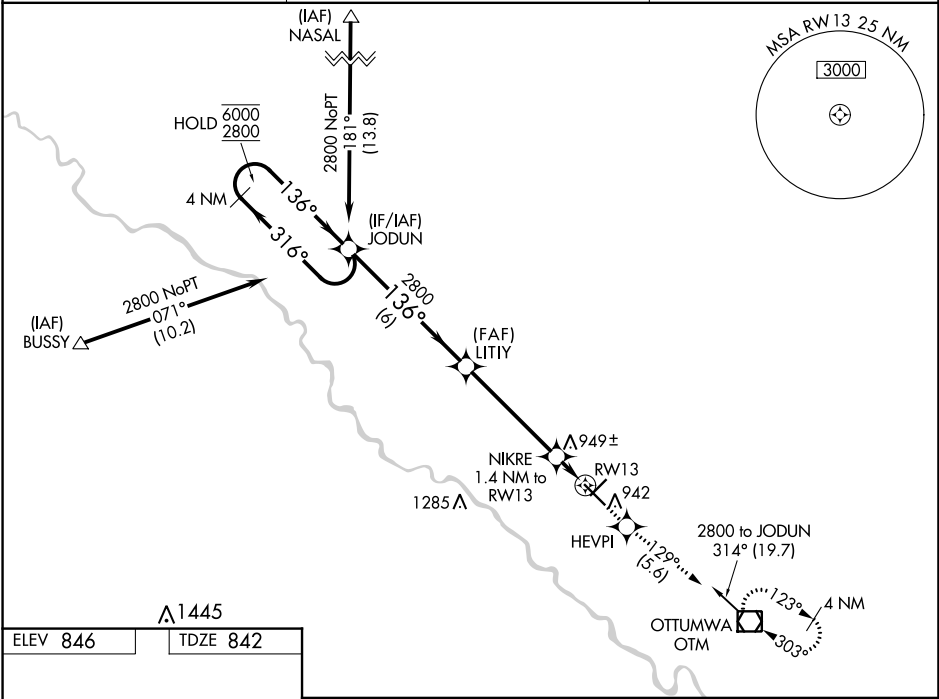 (IAF)
NASAL
MSA RW 13 25 NM
3000
HOLD 6000
2800
2800 NoPT
181°
(13.8)
4 NM
136°
316°
(IF/IAF)
JODUN
2800 NoPT
071°
(10.2)
(IAF)
BUSSY
2800
136°
(6)
(FAF)
LITIY
NIKRE
1.4 NM to
RW13
949±
RW13
942
1285
HEVPI
129°
(5.6)
2800 to JODUN
314° (19.7)
123°
4 NM
303°
OTTUMWA
OTM
1445
ELEV 846
TDZE 842